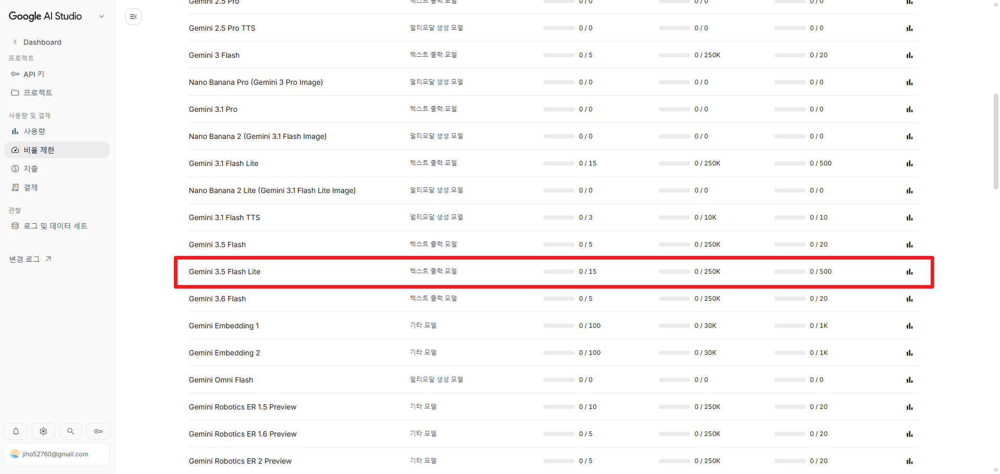 Google AI Studio
Dashboard
프로젝트
API 키
프로젝트
사용량 및 결제
사용량
비율 제한
지출
결제
관찰
로그 및 데이터 세트
변경 로그
jiho52760@gmail.com
Gemini 2.5 Pro 텍스트 출력 모델 0 / 0 0 / 0 0 / 0
Gemini 2.5 Pro TTS 멀티모달 생성 모델 0 / 0 0 / 0 0 / 0
Gemini 3 Flash 텍스트 출력 모델 0 / 5 0 / 250K 0 / 20
Nano Banana Pro (Gemini 3 Pro Image) 멀티모달 생성 모델 0 / 0 0 / 0 0 / 0
Gemini 3.1 Pro 텍스트 출력 모델 0 / 0 0 / 0 0 / 0
Nano Banana 2 (Gemini 3.1 Flash Image) 멀티모달 생성 모델 0 / 0 0 / 0 0 / 0
Gemini 3.1 Flash Lite 텍스트 출력 모델 0 / 15 0 / 250K 0 / 500
Nano Banana 2 Lite (Gemini 3.1 Flash Lite Image) 멀티모달 생성 모델 0 / 0 0 / 0 0 / 0
Gemini 3.1 Flash TTS 멀티모달 생성 모델 0 / 3 0 / 10K 0 / 10
Gemini 3.5 Flash 텍스트 출력 모델 0 / 5 0 / 250K 0 / 20
Gemini 3.5 Flash Lite 텍스트 출력 모델 0 / 15 0 / 250K 0 / 500
Gemini 3.6 Flash 텍스트 출력 모델 0 / 5 0 / 250K 0 / 20
Gemini Embedding 1 기타 모델 0 / 100 0 / 30K 0 / 1K
Gemini Embedding 2 기타 모델 0 / 100 0 / 30K 0 / 1K
Gemini Omni Flash 멀티모달 생성 모델 0 / 0 0 / 0 0 / 0
Gemini Robotics ER 1.5 Preview 기타 모델 0 / 10 0 / 250K 0 / 20
Gemini Robotics ER 1.6 Preview 기타 모델 0 / 5 0 / 250K 0 / 20
Gemini Robotics ER 2 Preview 기타 모델 0 / 5 0 / 250K 0 / 20